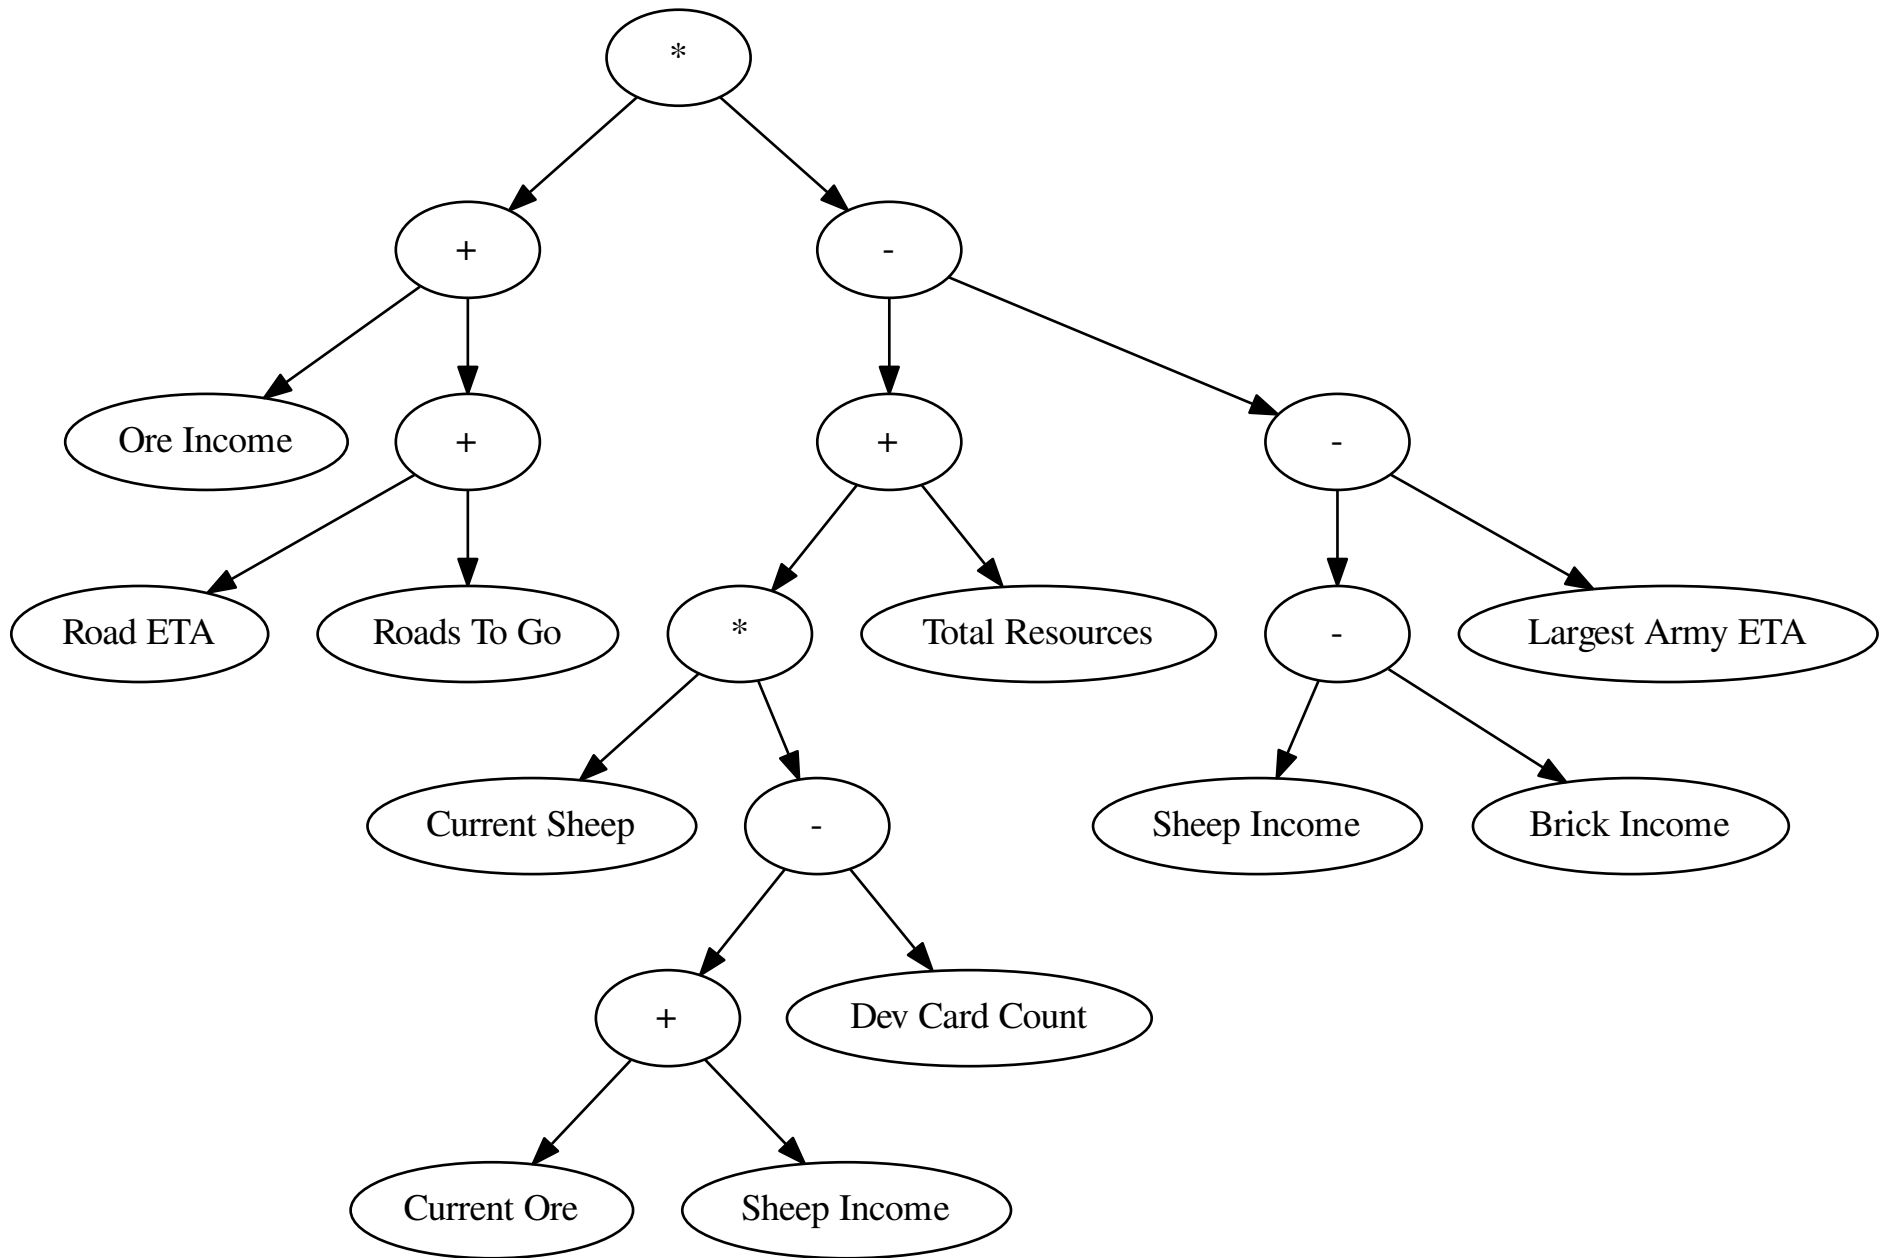 *
+
-
Ore Income
+
+
-
Road ETA
Roads To Go
*
Total Resources
-
Largest Army ETA
Current Sheep
-
Sheep Income
Brick Income
+
Dev Card Count
Current Ore
Sheep Income